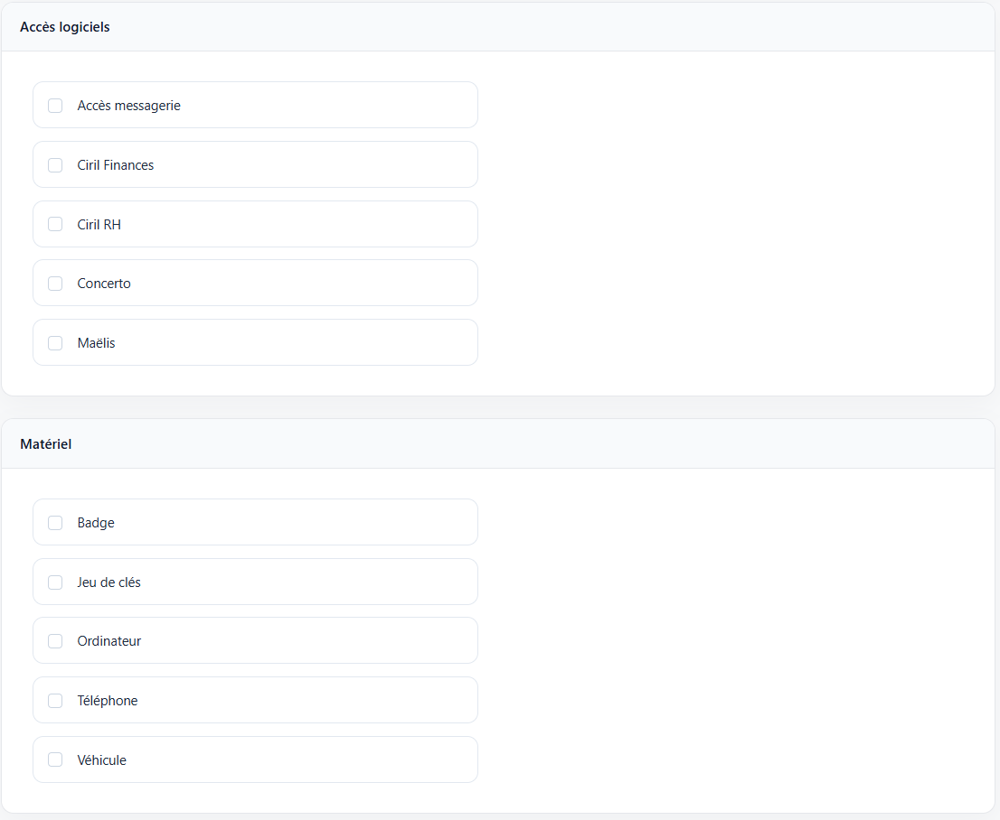 Accès logiciels
Accès messagerie
Ciril Finances
Ciril RH
Concerto
Maëlis
Matériel
Badge
Jeu de clés
Ordinateur
Téléphone
Véhicule